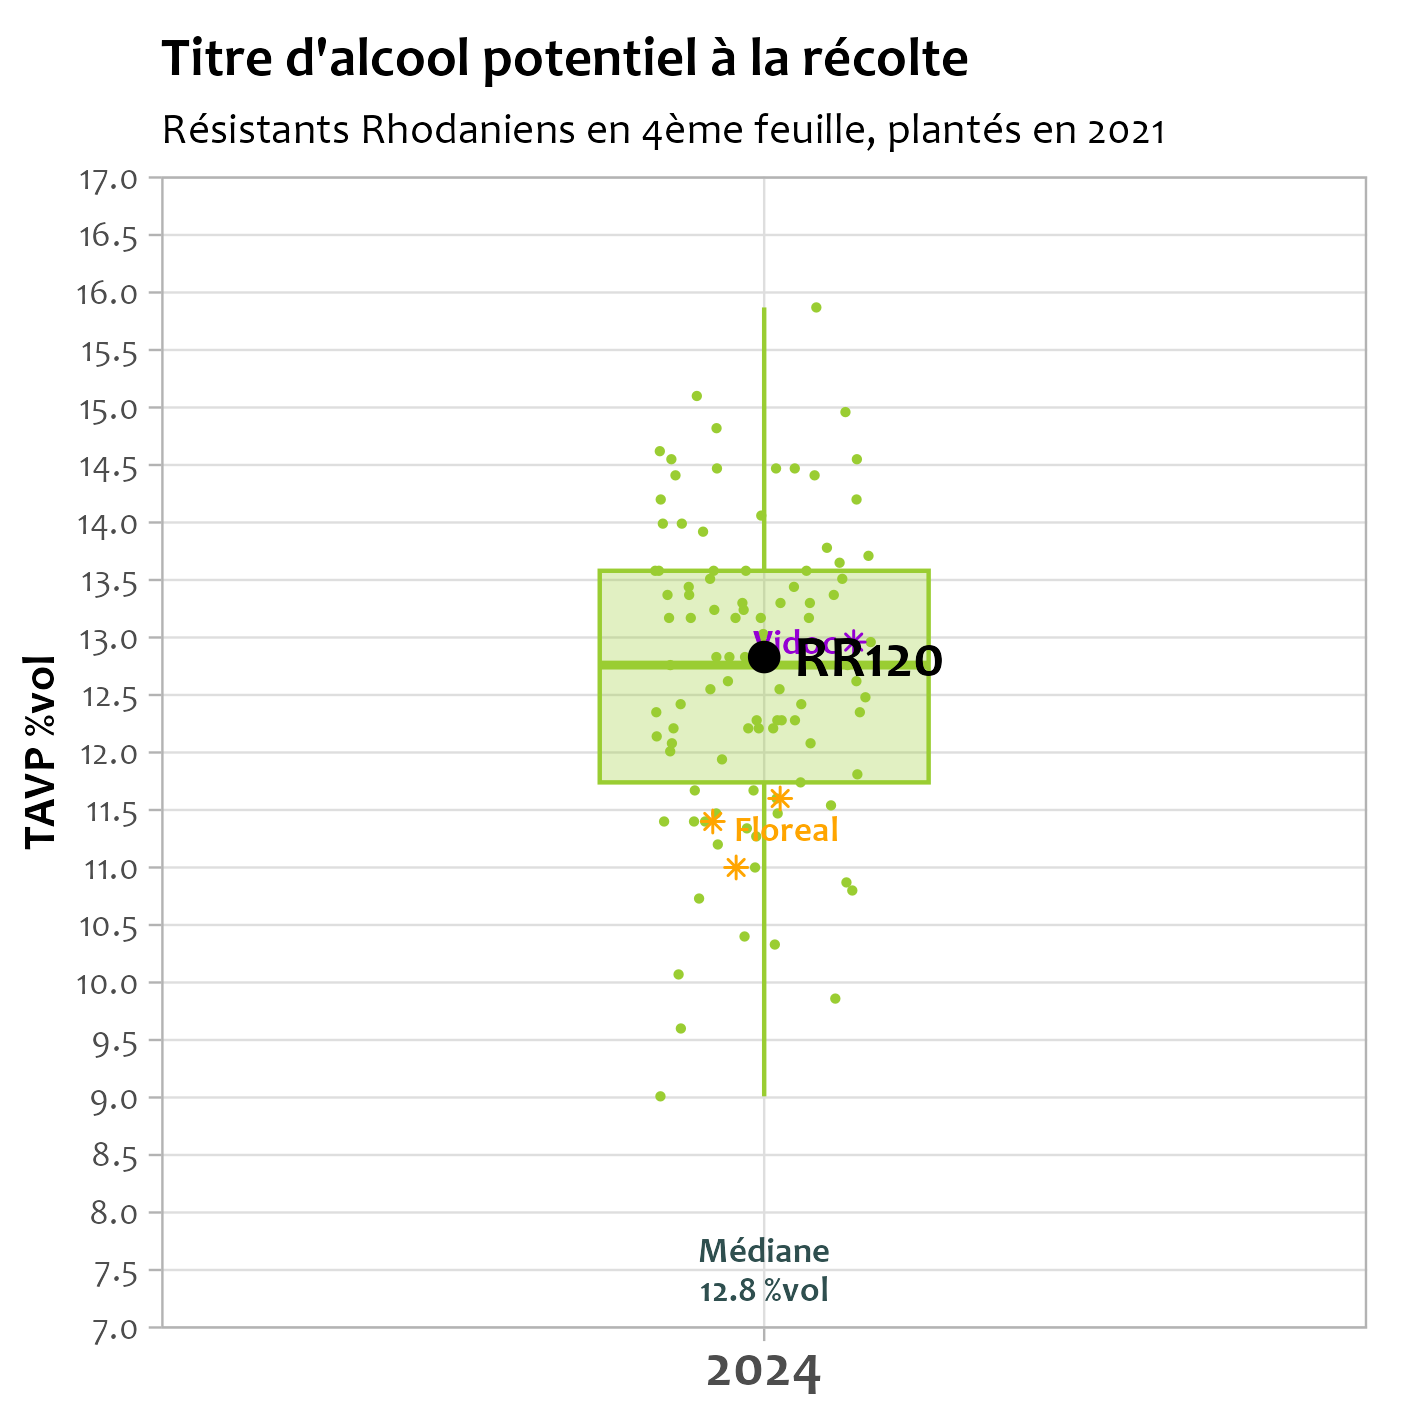 Titre d'alcool potentiel à la récolte
Résistants Rhodaniens en 4ème feuille, plantés en 2021
TAVP %vol
17.0
16.5
16.0
15.5
15.0
14.5
14.0
13.5
13.0
12.5
12.0
11.5
11.0
10.5
10.0
9.5
9.0
8.5
8.0
7.5
7.0
Vidoc
RR120
Floreal
Médiane
12.8 %vol
2024